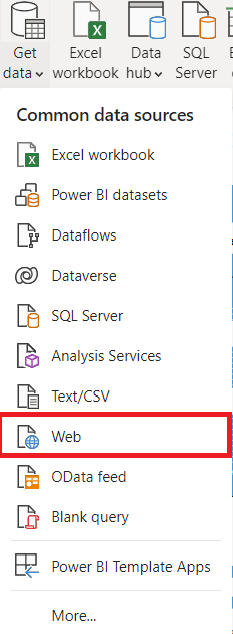 Get data
Excel workbook
Data hub
SQL Server
Common data sources
Excel workbook
Power BI datasets
Dataflows
Dataverse
SQL Server
Analysis Services
Text/CSV
Web
OData feed
Blank query
Power BI Template Apps
More...